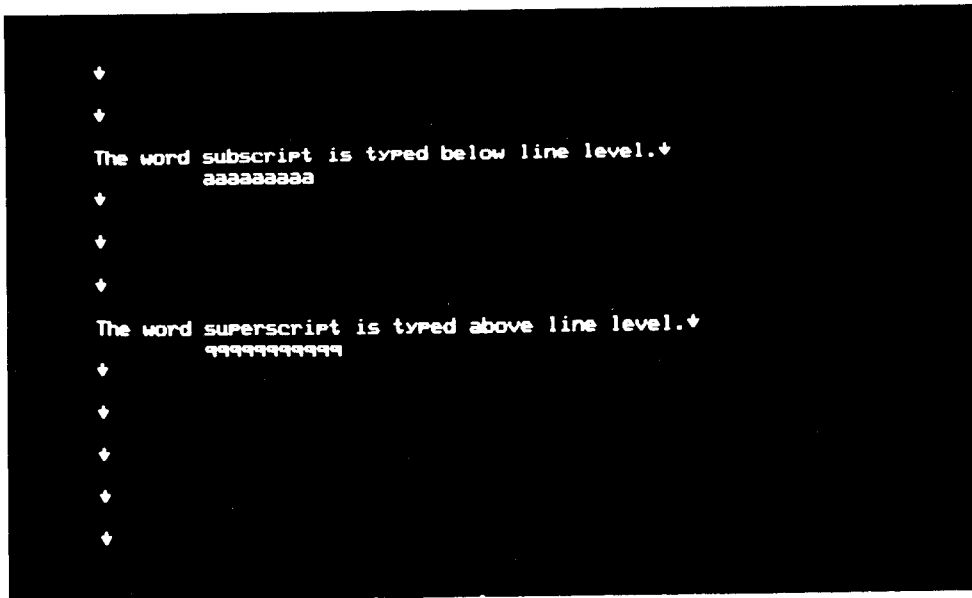 ↓
↓
The word subscript is typed below line level.↓
aaaaaaaaa
↓
↓
↓
The word superscript is typed above line level.↓
qqqqqqqqqqq
↓
↓
↓
↓
↓